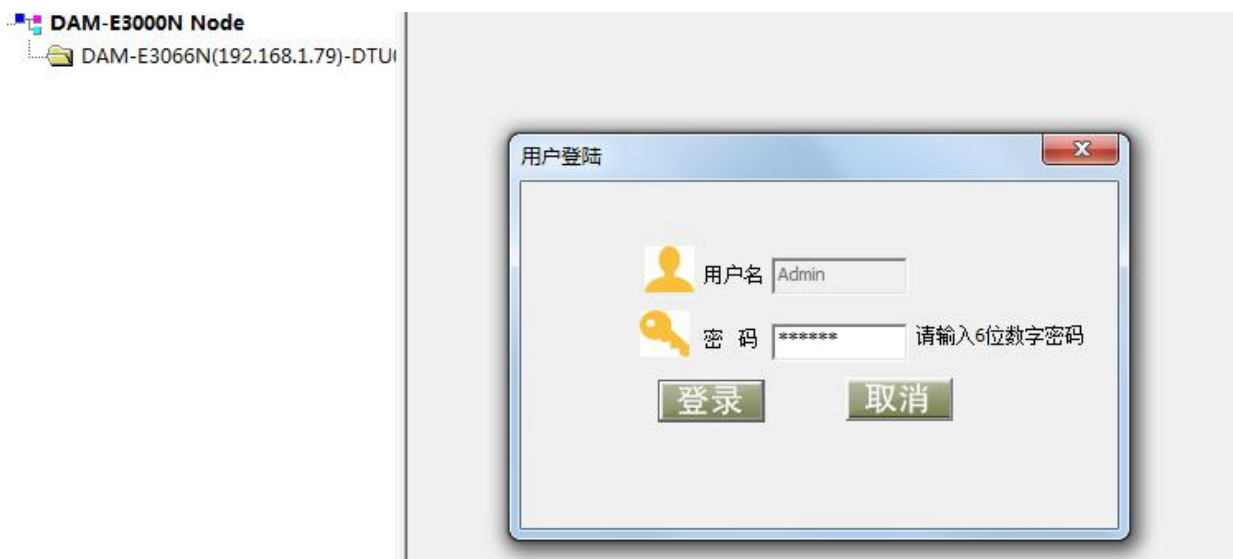 DAM-E3000N Node
DAM-E3066N(192.168.1.79)-DTU
用户登陆
用户名 Admin
密 码 ****** 请输入6位数字密码
登录 取消